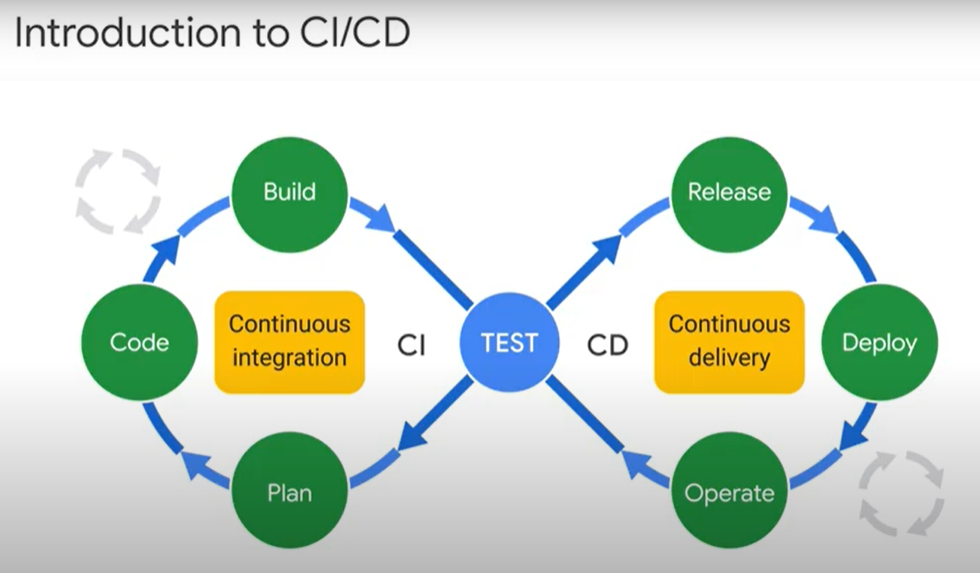 Introduction to CI/CD
Build
Release
Code
Continuous
integration
CI
TEST
CD
Continuous
delivery
Deploy
Plan
Operate